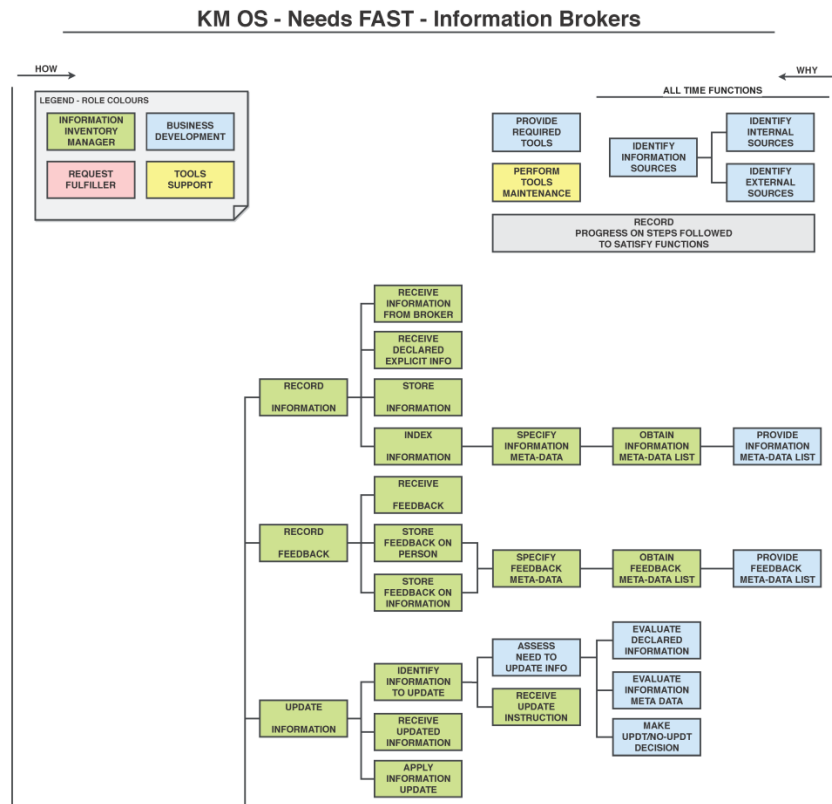 KM OS - Needs FAST - Information Brokers
HOW
WHY
LEGEND - ROLE COLOURS
INFORMATION
INVENTORY
MANAGER
BUSINESS
DEVELOPMENT
REQUEST
FULFILLER
TOOLS
SUPPORT
ALL TIME FUNCTIONS
PROVIDE
REQUIRED
TOOLS
PERFORM
TOOLS
MAINTENANCE
IDENTIFY
INFORMATION
SOURCES
IDENTIFY
INTERNAL
SOURCES
IDENTIFY
EXTERNAL
SOURCES
RECORD
PROGRESS ON STEPS FOLLOWED
TO SATISFY FUNCTIONS
RECORD
INFORMATION
RECEIVE
INFORMATION
FROM BROKER
RECEIVE
DECLARED
EXPLICIT INFO
STORE
INFORMATION
INDEX
INFORMATION
SPECIFY
INFORMATION
META-DATA
OBTAIN
INFORMATION
META-DATA LIST
PROVIDE
INFORMATION
META-DATA LIST
RECORD
FEEDBACK
RECEIVE
FEEDBACK
STORE
FEEDBACK ON
PERSON
STORE
FEEDBACK ON
INFORMATION
SPECIFY
FEEDBACK
META-DATA
OBTAIN
FEEDBACK
META-DATA LIST
PROVIDE
FEEDBACK
META-DATA LIST
UPDATE
INFORMATION
IDENTIFY
INFORMATION
TO UPDATE
RECEIVE
UPDATED
INFORMATION
APPLY
INFORMATION
UPDATE
ASSESS
NEED TO
UPDATE INFO
RECEIVE
UPDATE
INSTRUCTION
EVALUATE
DECLARED
INFORMATION
EVALUATE
INFORMATION
META DATA
MAKE
UPDT/NO-UPDT
DECISION